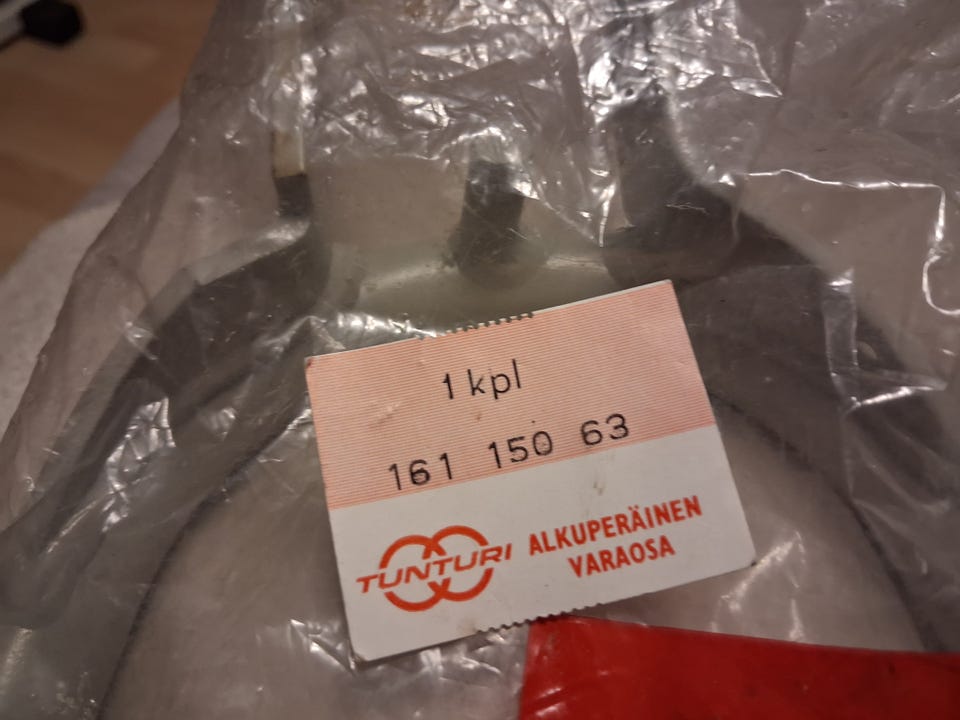 1 kpl
161 150 63
TUNTURI
ALKUPERÄINEN
VARAOSA